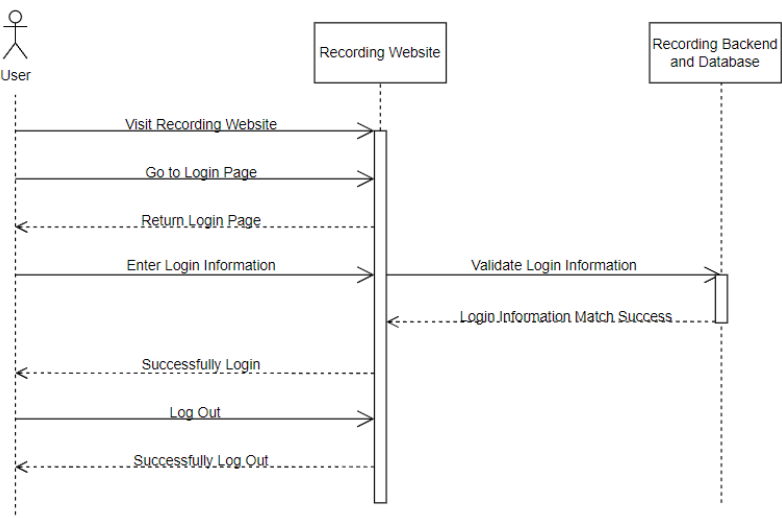 User
Recording Website
Recording Backend
and Database
Visit Recording Website
Go to Login Page
Return Login Page
Enter Login Information
Validate Login Information
Login Information Match Success
Successfully Login
Log Out
Successfully Log Out